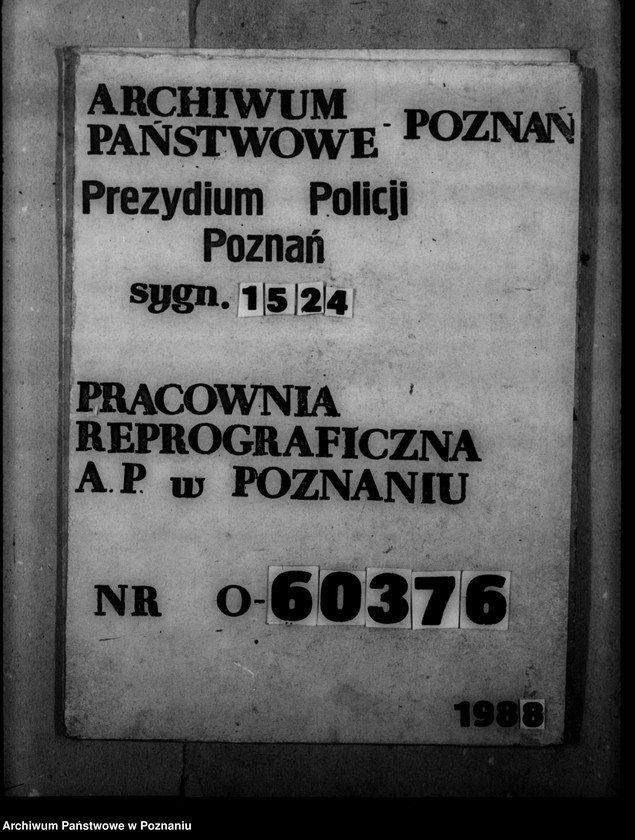 ARCHIWUM
PAŃSTWOWE - POZNAŃ
Prezydium Policji
Poznań
sygn. 1524
PRACOWNIA
REPROGRAFICZNA
A.P. w POZNANIU
NR O-60376
1988
Archiwum Państwowe w Poznaniu